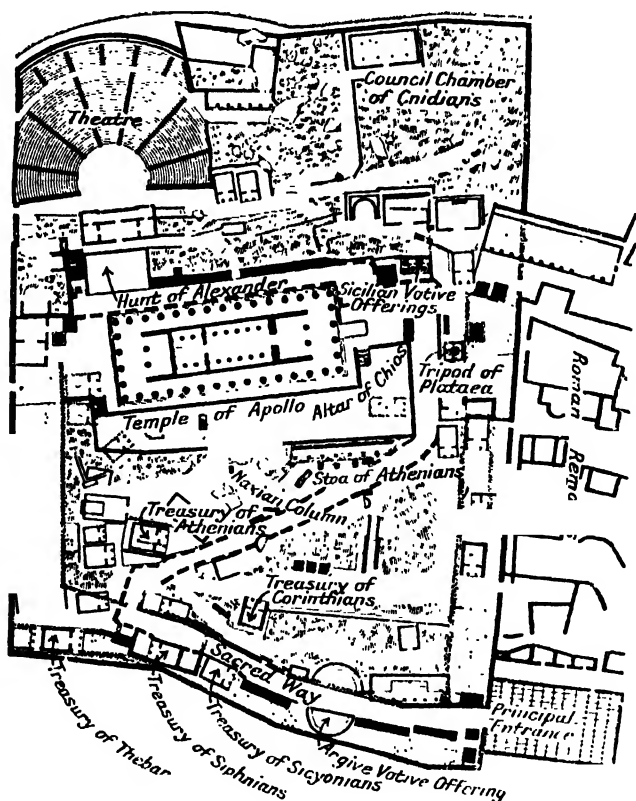 Theatre
Council Chamber
of Cnidians
Hunt of Alexander
Sicilian Votive
Offerings
Tripod of
Plataea
Roman
Temple of Apollo
Altar of Chios
Stoa of Athenians
Naxian Column
Treasury of
Athenians
Treasury of
Corinthians
Sacred Way
Principal
Entrance
Treasury of Thebar
Treasury of Siphnians
Treasury of Sicyonians
Argive Votive Offering